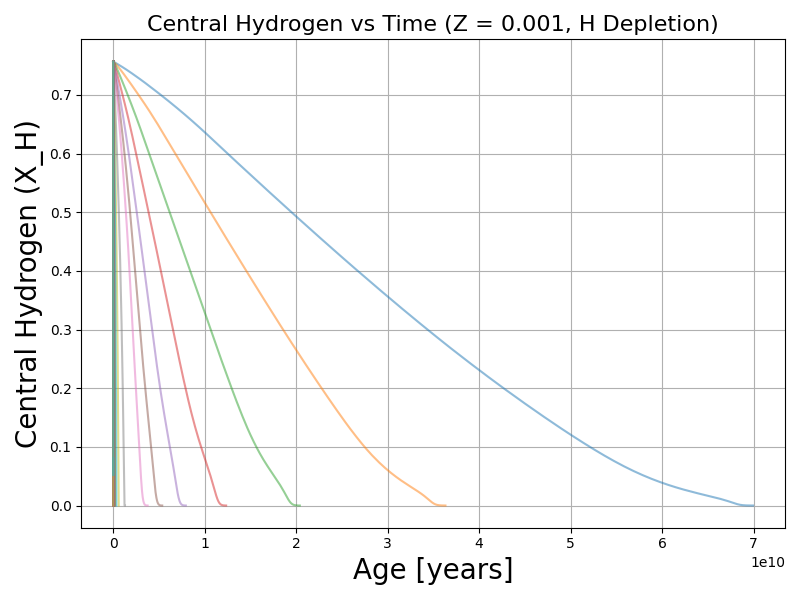 Central Hydrogen vs Time (Z = 0.001, H Depletion)
Central Hydrogen (X_H)
0.7
0.6
0.5
0.4
0.3
0.2
0.1
0.0
0 1 2 3 4 5 6 7
1e10
Age [years]